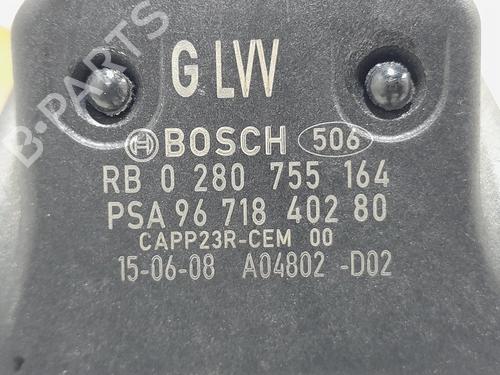 G LVV
BOSCH 506
RB 0 280 755 164
PSA 96 718 402 80
CAPP23R-CEM 00
15-06-08 A04802 -D02
B-PARTS